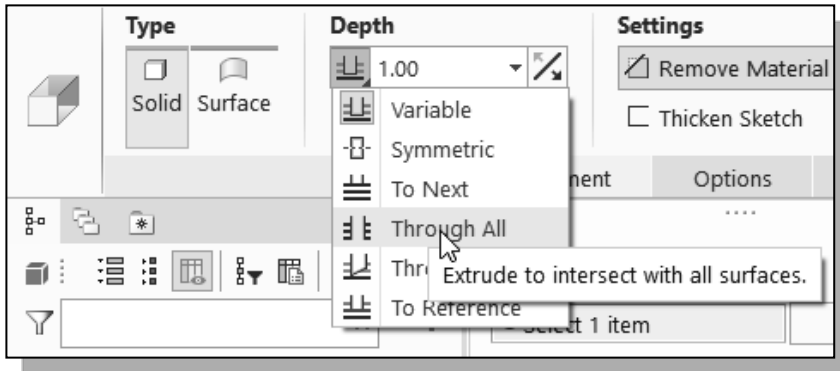 Type
Depth
Settings
1.00
Remove Material
Solid
Surface
Variable
Thicken Sketch
Symmetric
To Next
ment
Options
Through All
Thr
Extrude to intersect with all surfaces.
To Reference
Select 1 item